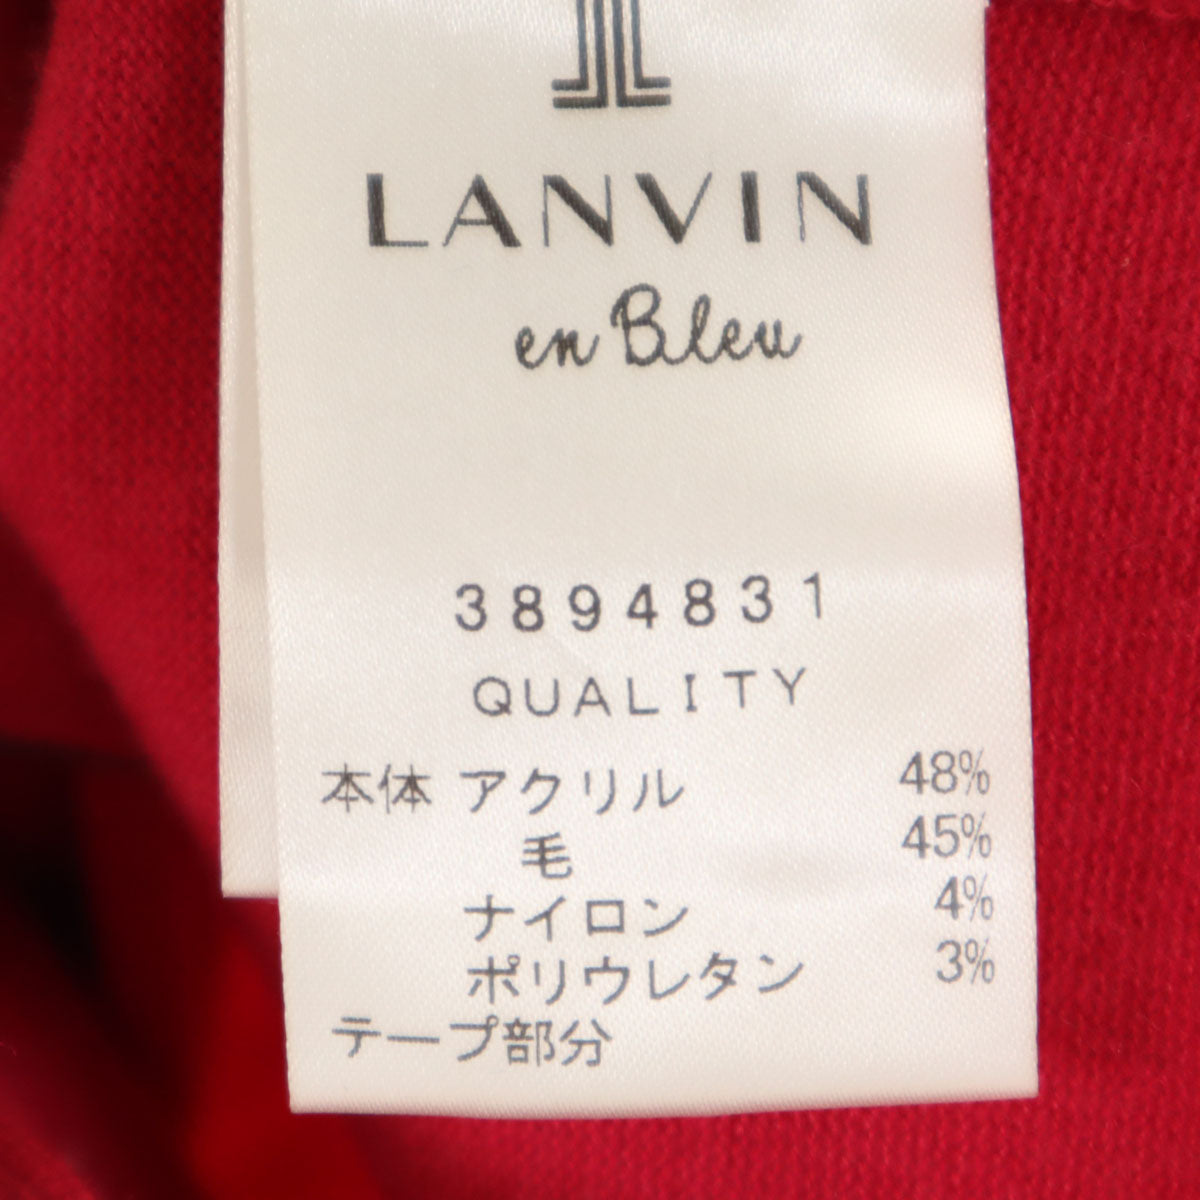 LANVIN
en Bleu
3894831
QUALITY
本体 アクリル 48%
毛 45%
ナイロン 4%
ポリウレタン 3%
テープ部分